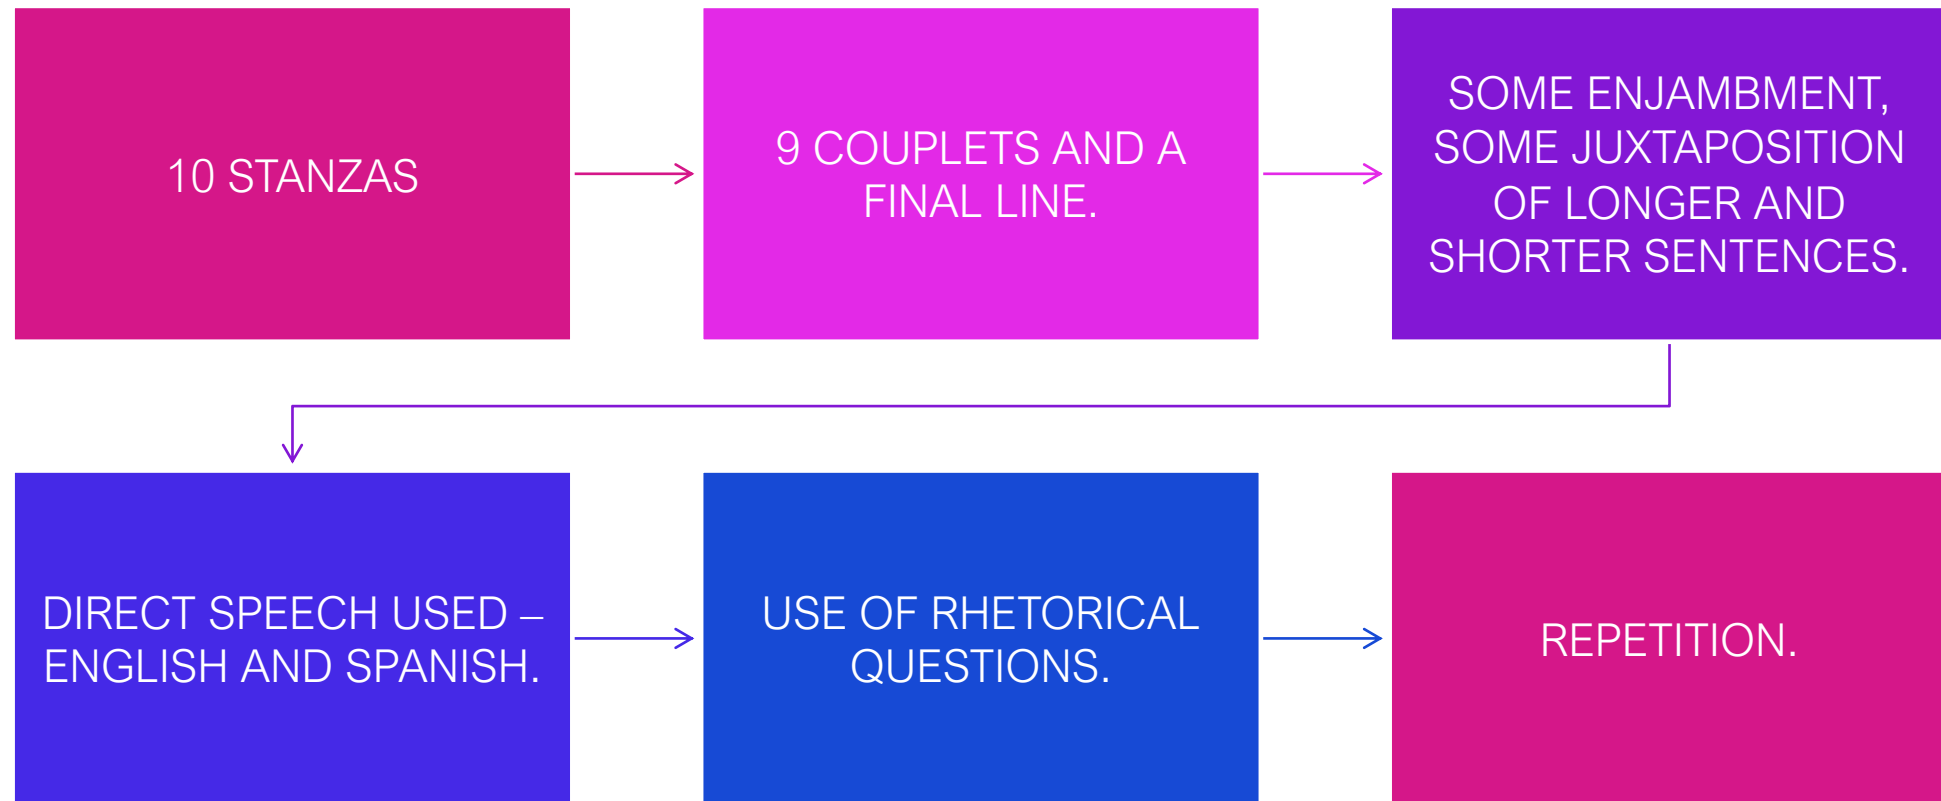 10 STANZAS
9 COUPLETS AND A
FINAL LINE.
SOME ENJAMBMENT,
SOME JUXTAPOSITION
OF LONGER AND
SHORTER SENTENCES.
DIRECT SPEECH USED –
ENGLISH AND SPANISH.
USE OF RHETORICAL
QUESTIONS.
REPETITION.